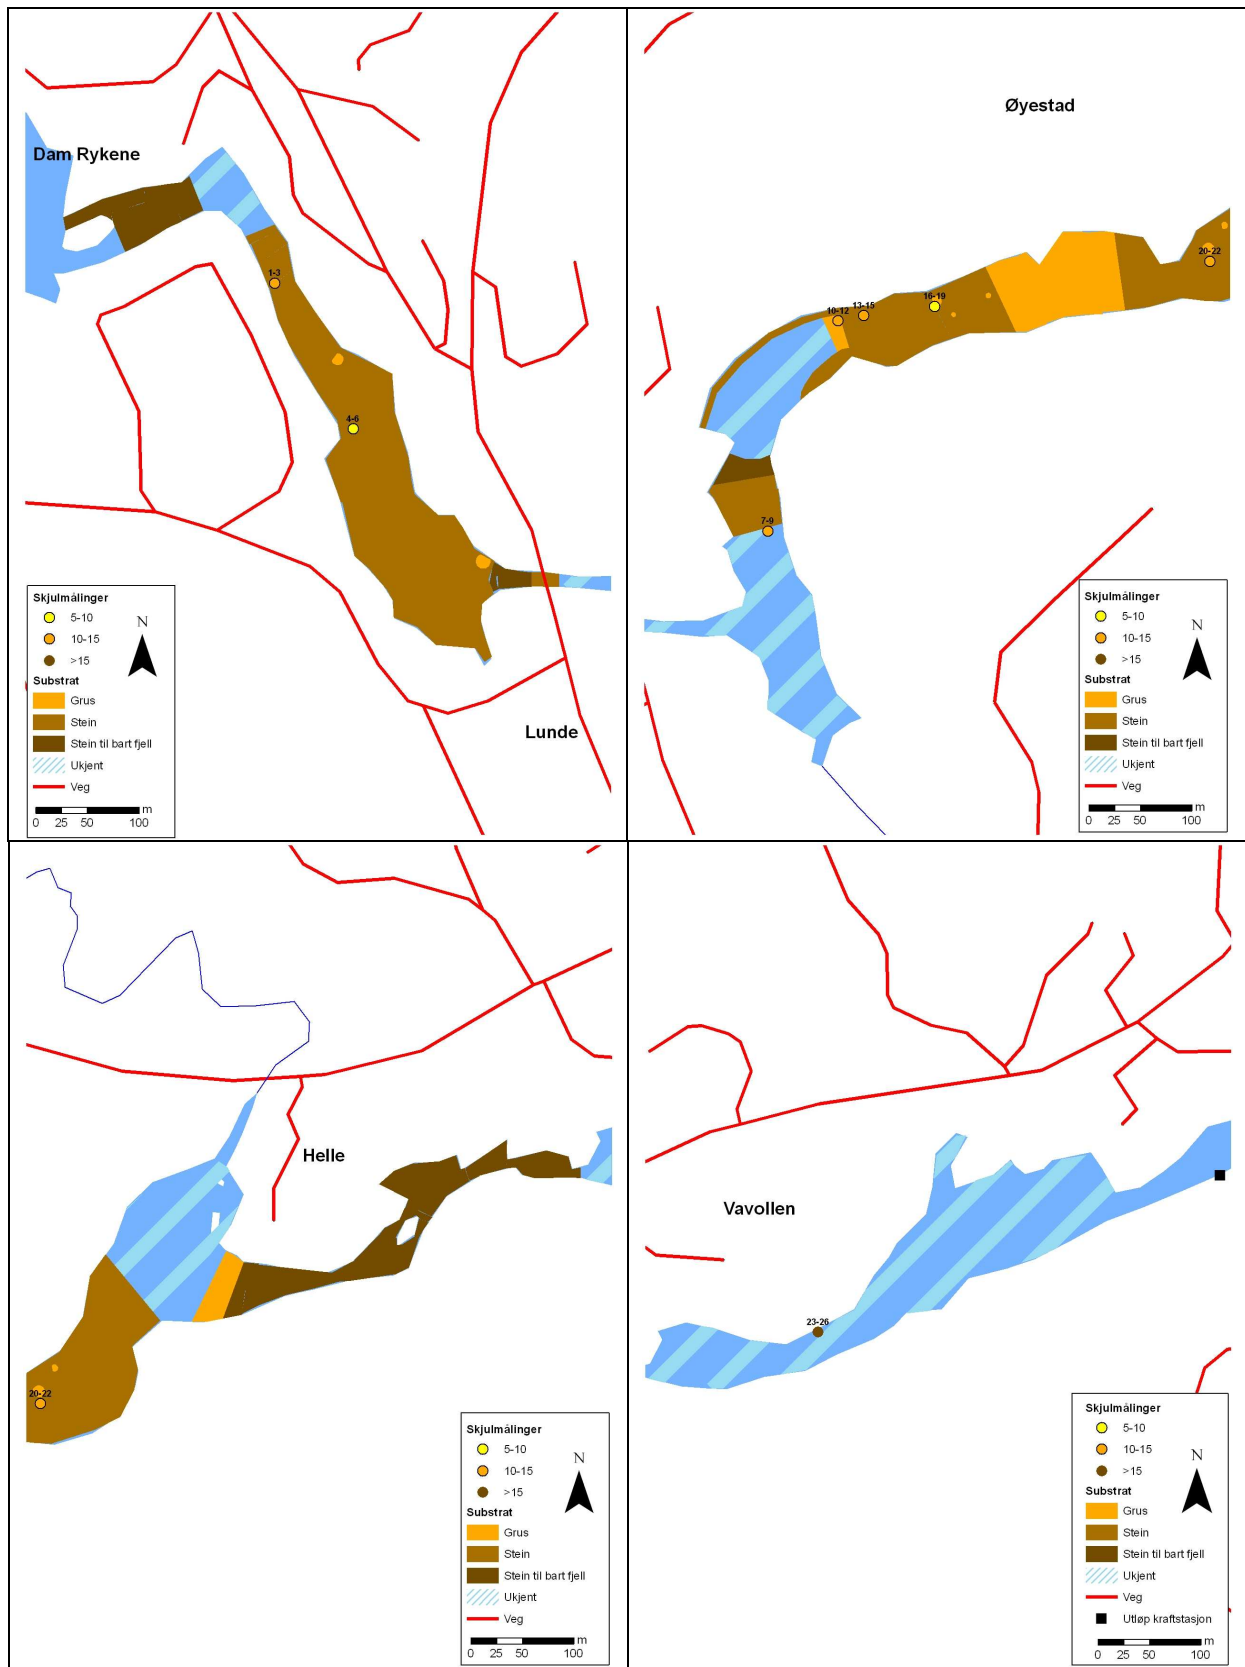 Dam Rykene
1-3
4-6
Lunde
Skjulmålinger
5-10
10-15
>15
N
Substrat
Grus
Stein
Stein til bart fjell
Ukjent
Veg
m
0 25 50 100
Øyestad
20-22
16-19
13-15
10-12
7-9
Skjulmålinger
5-10
10-15
>15
N
Substrat
Grus
Stein
Stein til bart fjell
Ukjent
Veg
m
0 25 50 100
Helle
20-22
Skjulmålinger
5-10
10-15
>15
N
Substrat
Grus
Stein
Stein til bart fjell
Ukjent
Veg
m
0 25 50 100
Vavollen
23-26
Skjulmålinger
5-10
10-15
>15
N
Substrat
Grus
Stein
Stein til bart fjell
Ukjent
Veg
Utløp kraftstasjon
m
0 25 50 100